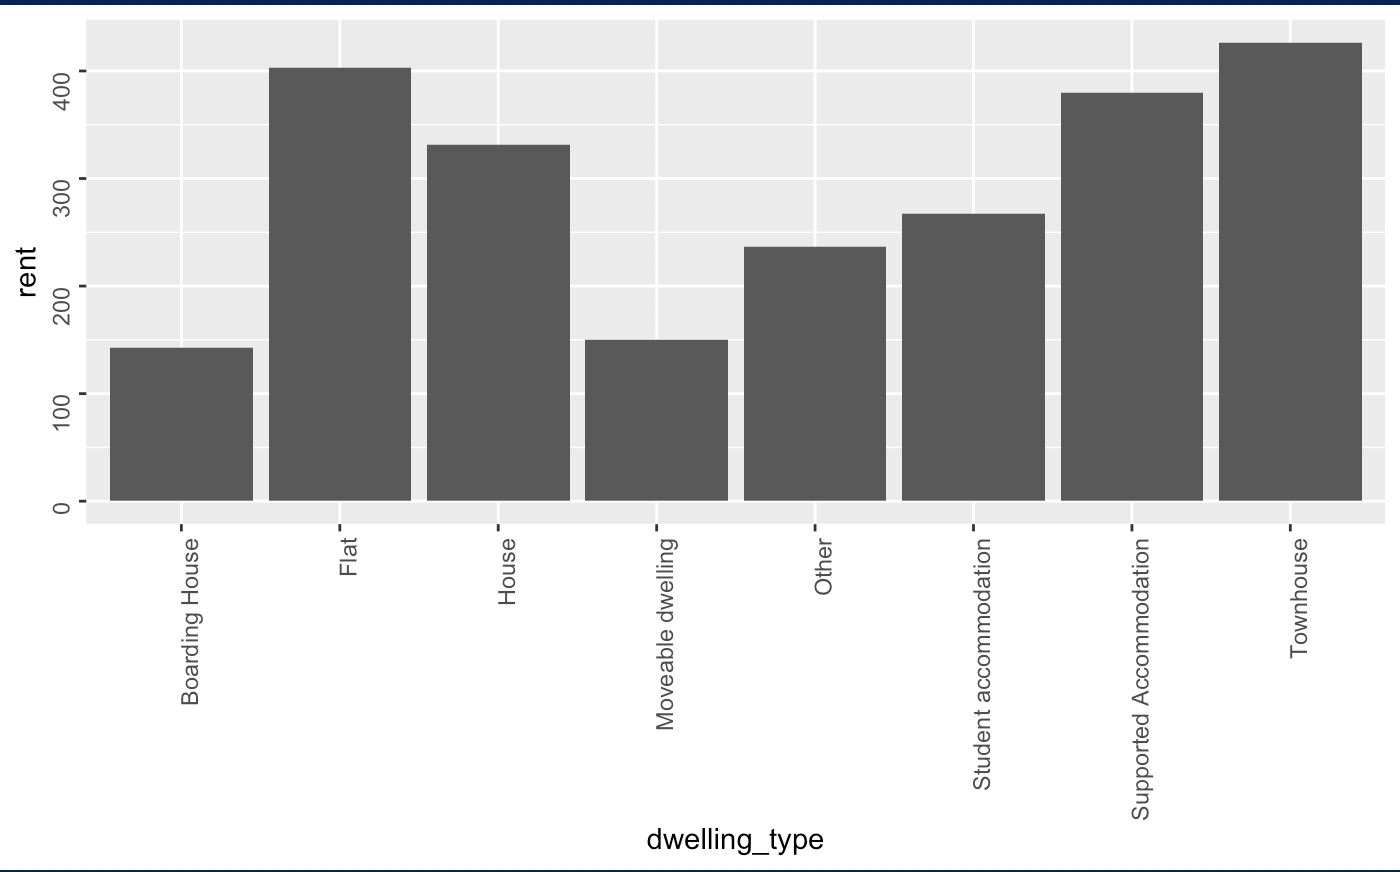 rent
400
300
200
100
0
Boarding House
Flat
House
Moveable dwelling
Other
Student accommodation
Supported Accommodation
Townhouse
dwelling_type